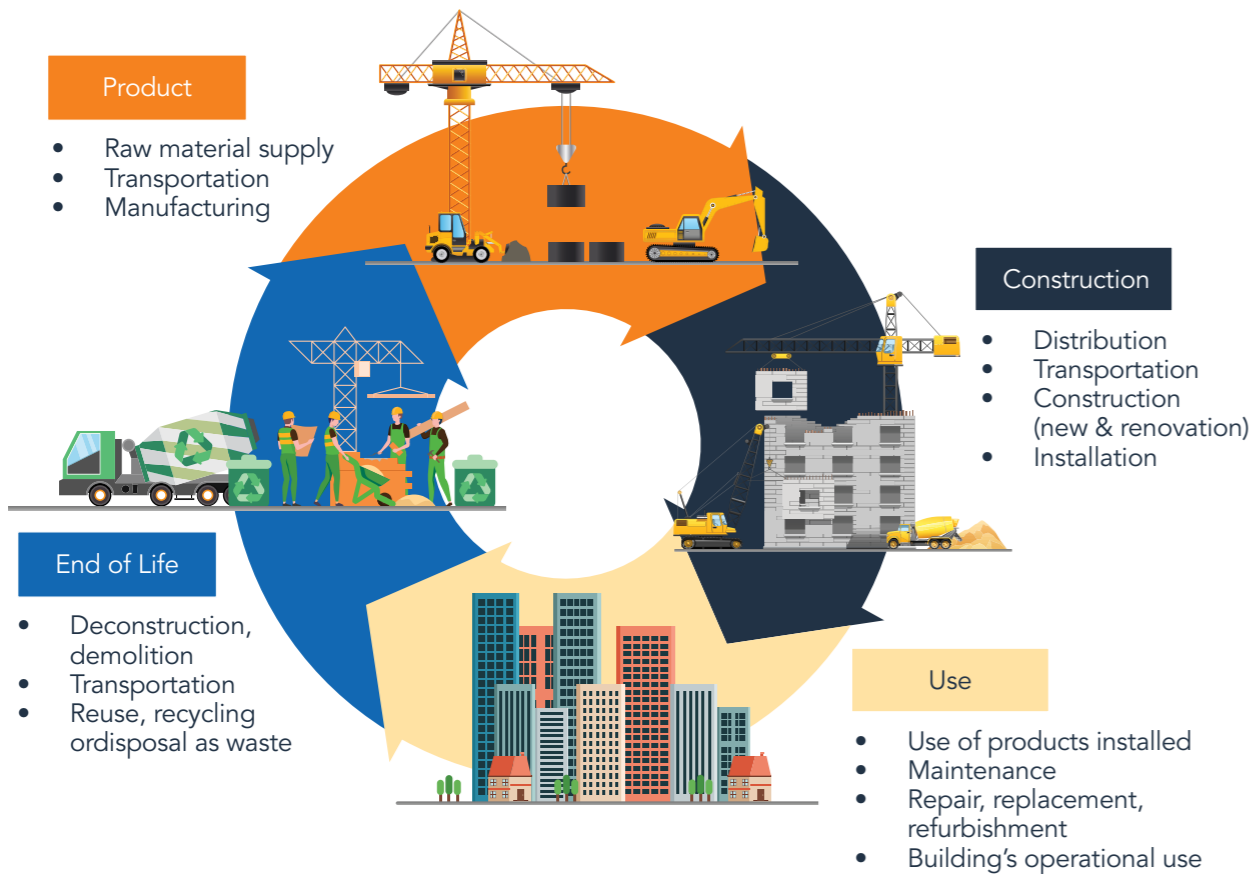 Product
• Raw material supply
• Transportation
• Manufacturing
Construction
• Distribution
• Transportation
• Construction
(new & renovation)
• Installation
Use
• Use of products installed
• Maintenance
• Repair, replacement,
refurbishment
• Building’s operational use
End of Life
• Deconstruction,
demolition
• Transportation
• Reuse, recycling
ordisposal as waste